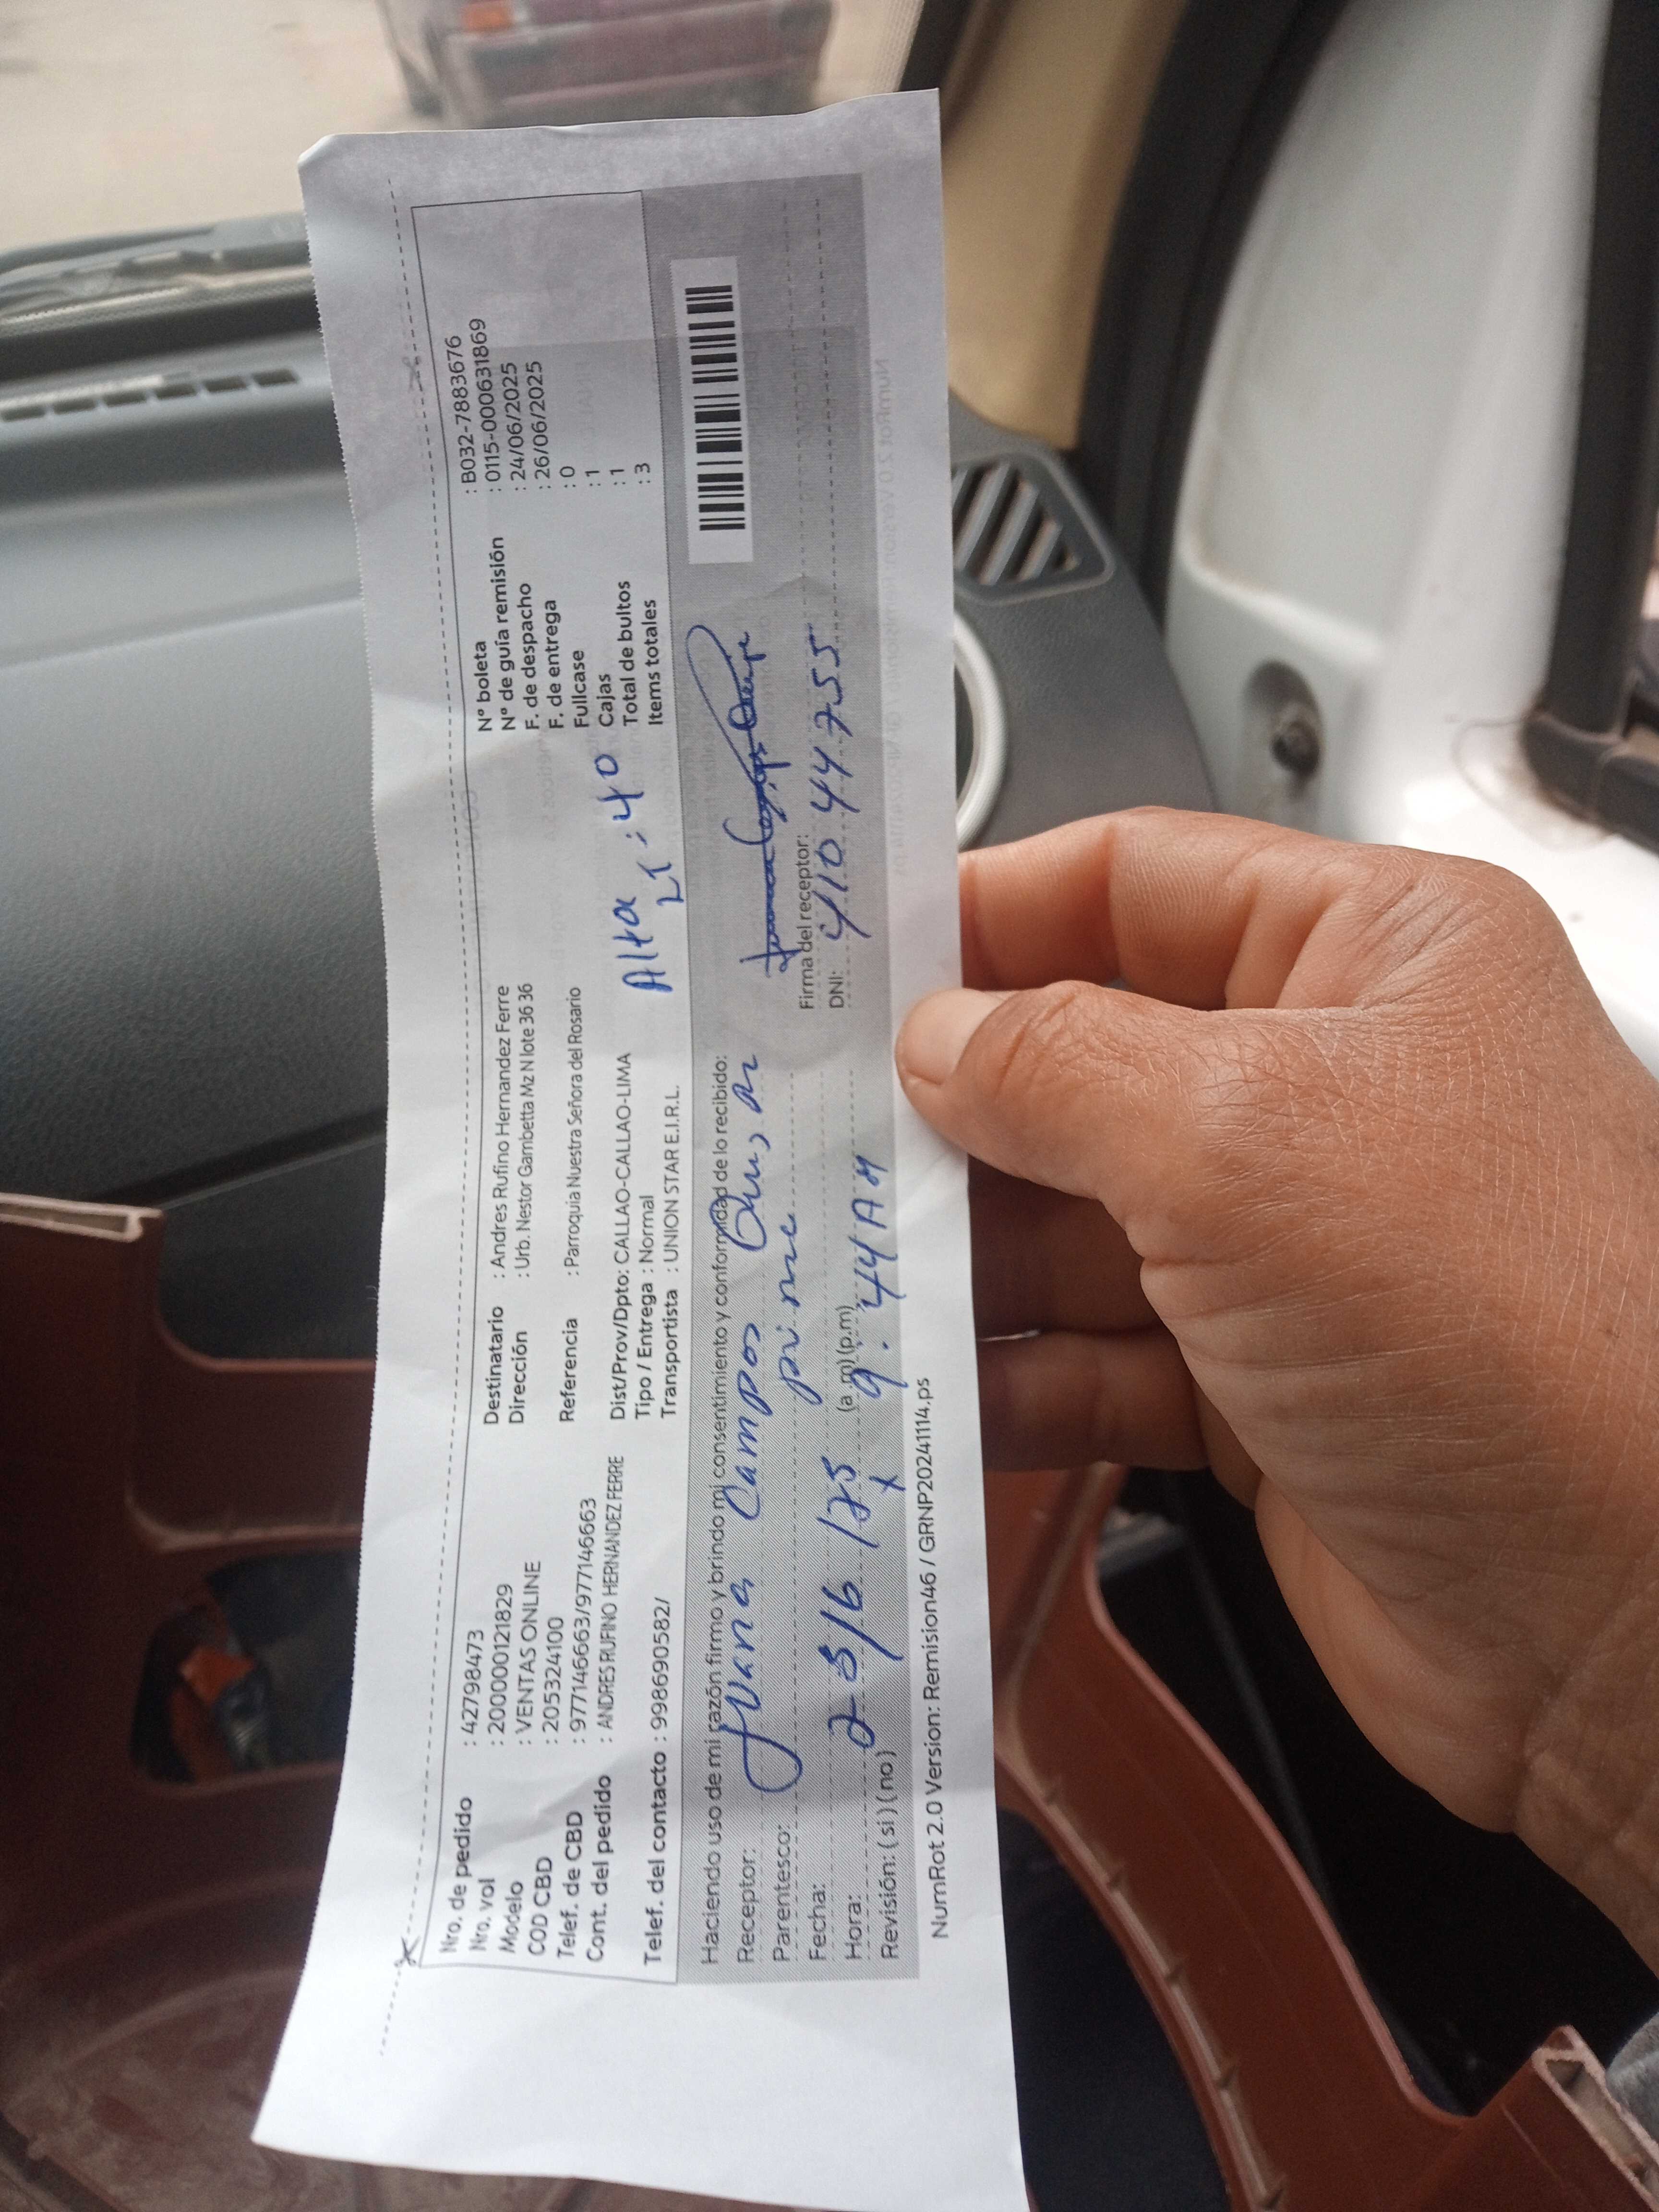 Nro. de pedido : 42798473
Nro. vol : 200000121829
Modelo : VENTAS ONLINE
COD CBD : 205324100
Telef. de CBD : 977146663/977146663
Cont. del pedido : ANDRES RUFINO HERNANDEZ FERRE
Telef. del contacto : 998690582/
Destinatario : Andres Rufino Hernandez Ferre
Dirección : Urb. Nestor Gambetta Mz N lote 36 36
Referencia : Parroquia Nuestra Señora del Rosario
Dist/Prov/Dpto: CALLAO-CALLAO-LIMA
Tipo / Entrega : Normal
Transportista : UNION STAR E.I.R.L.
Alta
LT: 40
N° boleta : B032-7883676
N° de guía remisión : 0115-000631869
F. de despacho : 24/06/2025
F. de entrega : 26/06/2025
Fullcase : 0
Cajas : 1
Total de bultos : 1
Items totales : 3
Haciendo uso de mi razón firmo y brindo mi consentimiento y conformidad de lo recibido:
Receptor: Juana Campos
Parentesco:
Fecha: /6/25
Hora: (a.m) (p.m) 9:44 AM
Revisión: ( si ) ( no ) x
Firma del receptor:
DNI: 41044755
NumRot 2.0 Version: Remision46 / GRNP20241114.ps